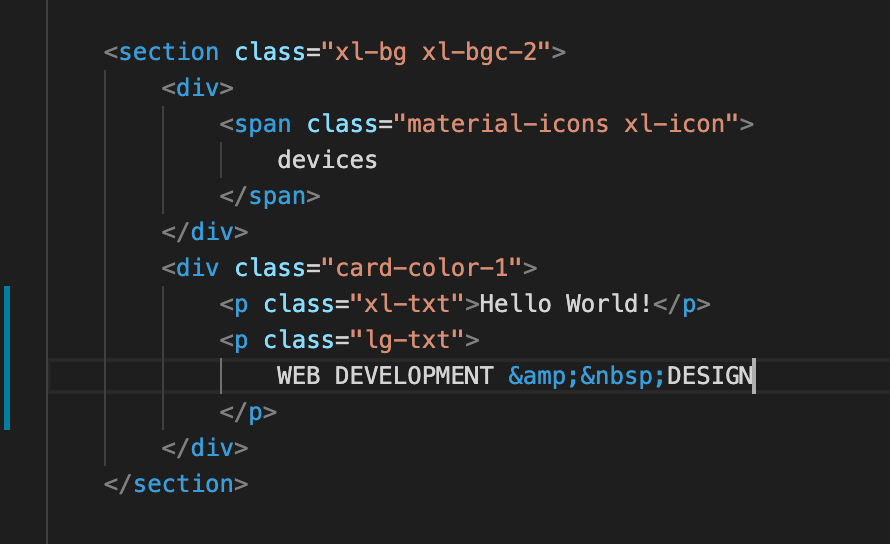 <section class="xl-bg xl-bgc-2">
<div>
<span class="material-icons xl-icon">
devices
</span>
</div>
<div class="card-color-1">
<p class="xl-txt">Hello World!</p>
<p class="lg-txt">
WEB DEVELOPMENT &amp;&nbsp;DESIGN
</p>
</div>
</section>